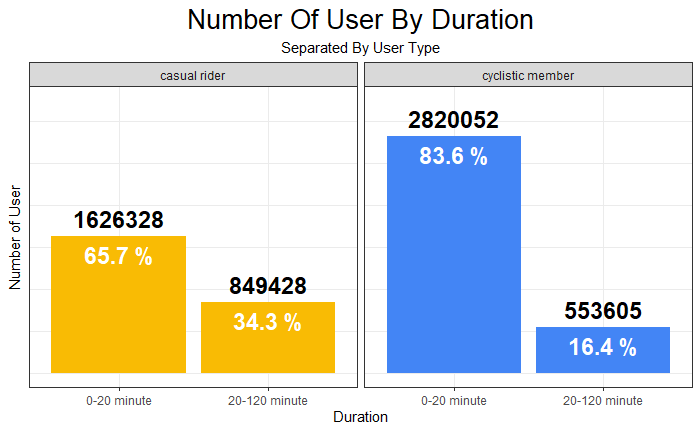 Number Of User By Duration
Separated By User Type
casual rider
cyclistic member
Number of User
1626328
65.7 %
849428
34.3 %
2820052
83.6 %
553605
16.4 %
0-20 minute
20-120 minute
0-20 minute
20-120 minute
Duration